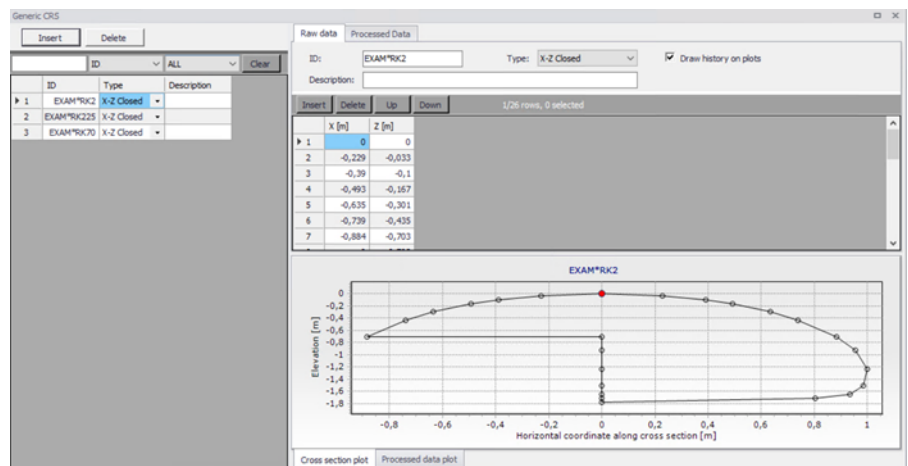 Generic CRS
Insert Delete
ID ALL Clear
ID Type Description
1 EXAM*RK2 X-Z Closed
2 EXAM*RK225 X-Z Closed
3 EXAM*RK70 X-Z Closed
Raw data Processed Data
ID: EXAM*RK2 Type: X-Z Closed Draw history on plots
Description:
Insert Delete Up Down 1/26 rows, 0 selected
X [m] Z [m]
1 0 0
2 -0,229 -0,033
3 -0,39 -0,1
4 -0,493 -0,167
5 -0,635 -0,301
6 -0,739 -0,435
7 -0,884 -0,703
EXAM*RK2
Elevation [m]
0
-0,2
-0,4
-0,6
-0,8
-1
-1,2
-1,4
-1,6
-1,8
-0,8 -0,6 -0,4 -0,2 0 0,2 0,4 0,6 0,8 1
Horizontal coordinate along cross section [m]
Cross section plot Processed data plot